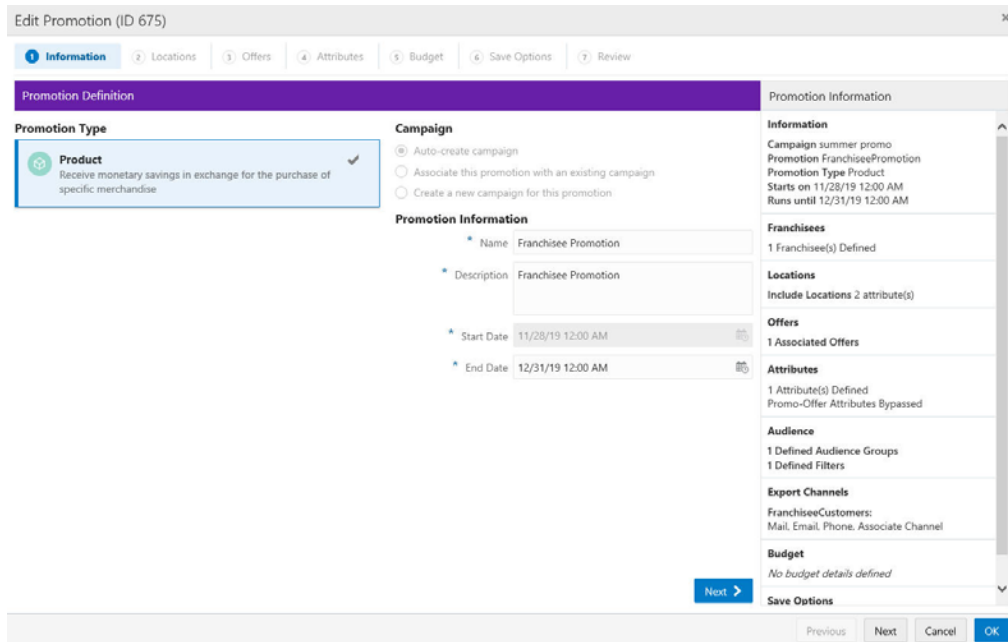 Edit Promotion (ID 675)
1 Information
2 Locations
3 Offers
4 Attributes
5 Budget
6 Save Options
7 Review
Promotion Definition
Promotion Type
Product
Receive monetary savings in exchange for the purchase of
specific merchandise
Campaign
Auto-create campaign
Associate this promotion with an existing campaign
Create a new campaign for this promotion
Promotion Information
* Name Franchisee Promotion
* Description Franchisee Promotion
* Start Date 11/28/19 12:00 AM
* End Date 12/31/19 12:00 AM
Next
Promotion Information
Information
Campaign summer promo
Promotion FranchiseePromotion
Promotion Type Product
Starts on 11/28/19 12:00 AM
Runs until 12/31/19 12:00 AM
Franchisees
1 Franchisee(s) Defined
Locations
Include Locations 2 attribute(s)
Offers
1 Associated Offers
Attributes
1 Attribute(s) Defined
Promo-Offer Attributes Bypassed
Audience
1 Defined Audience Groups
1 Defined Filters
Export Channels
FranchiseeCustomers:
Mail, Email, Phone, Associate Channel
Budget
No budget details defined
Save Options
Previous
Next
Cancel
OK